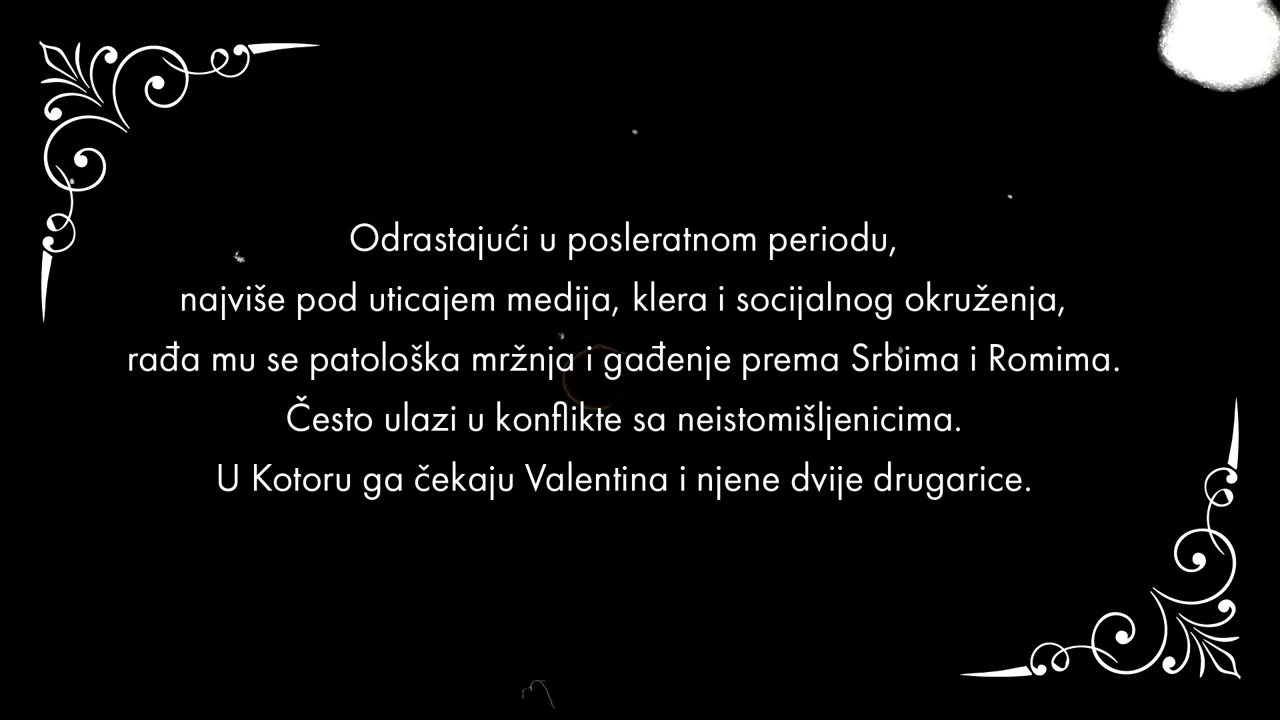 Odrastajući u posleratnom periodu,
najviše pod uticajem medija, klera i socijalnog okruženja,
rađa mu se patološka mržnja i gađenje prema Srbima i Romima.
Često ulazi u konflikte sa neistomišljenicima.
U Kotoru ga čekaju Valentina i njene dvije drugarice.